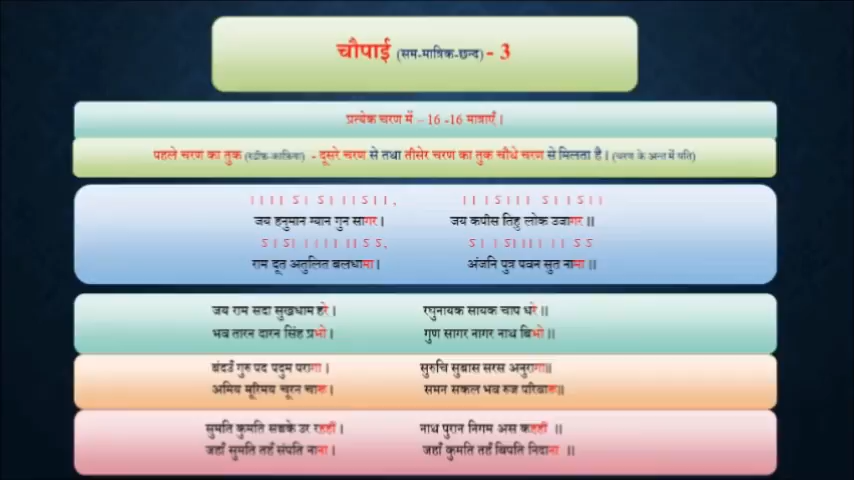 चौपाई (सम-मात्रिक-छन्द) - 3
प्रत्येक चरण में – 16 -16 मात्राएँ ।
पहले चरण का तुक (रदीफ-काफ़िया) - दूसरे चरण से तथा तीसेर चरण का तुक चौथे चरण से मिलता है । (चरण के अन्त में यति)
।।।। ऽ। ऽ। ।। ऽ।।, ।। ।ऽ। ।। ऽ। ।ऽ।।
जय हनुमान ग्यान गुन सागर । जय कपीस तिहु लोक उजागर ॥
ऽ। ऽ। ।।।। ।। ऽ ऽ, ऽ।। ऽ। ।।। ।। ऽ ऽ
राम दूत अतुलित बलधामा । अंजनि पुत्र पवन सुत नामा ॥
जय राम सदा सुखधाम हरे । रघुनायक सायक चाप धरे ॥
भव तारन दारन सिंह प्रभो । गुण सागर नागर नाथ बिभो ॥
बंदउँ गुरु पद पदुम परागा । सुरुचि सुबास सरस अनुरागा॥
अमिय मूरिमय चूरन चारू । समन सकल भव रुज परिवारू॥
सुमति कुमति सबके उर रहहीं । नाथ पुरान निगम अस कहहीं ॥
जहाँ सुमति तहँ संपति नाना । जहाँ कुमति तहँ बिपति निदाना ॥